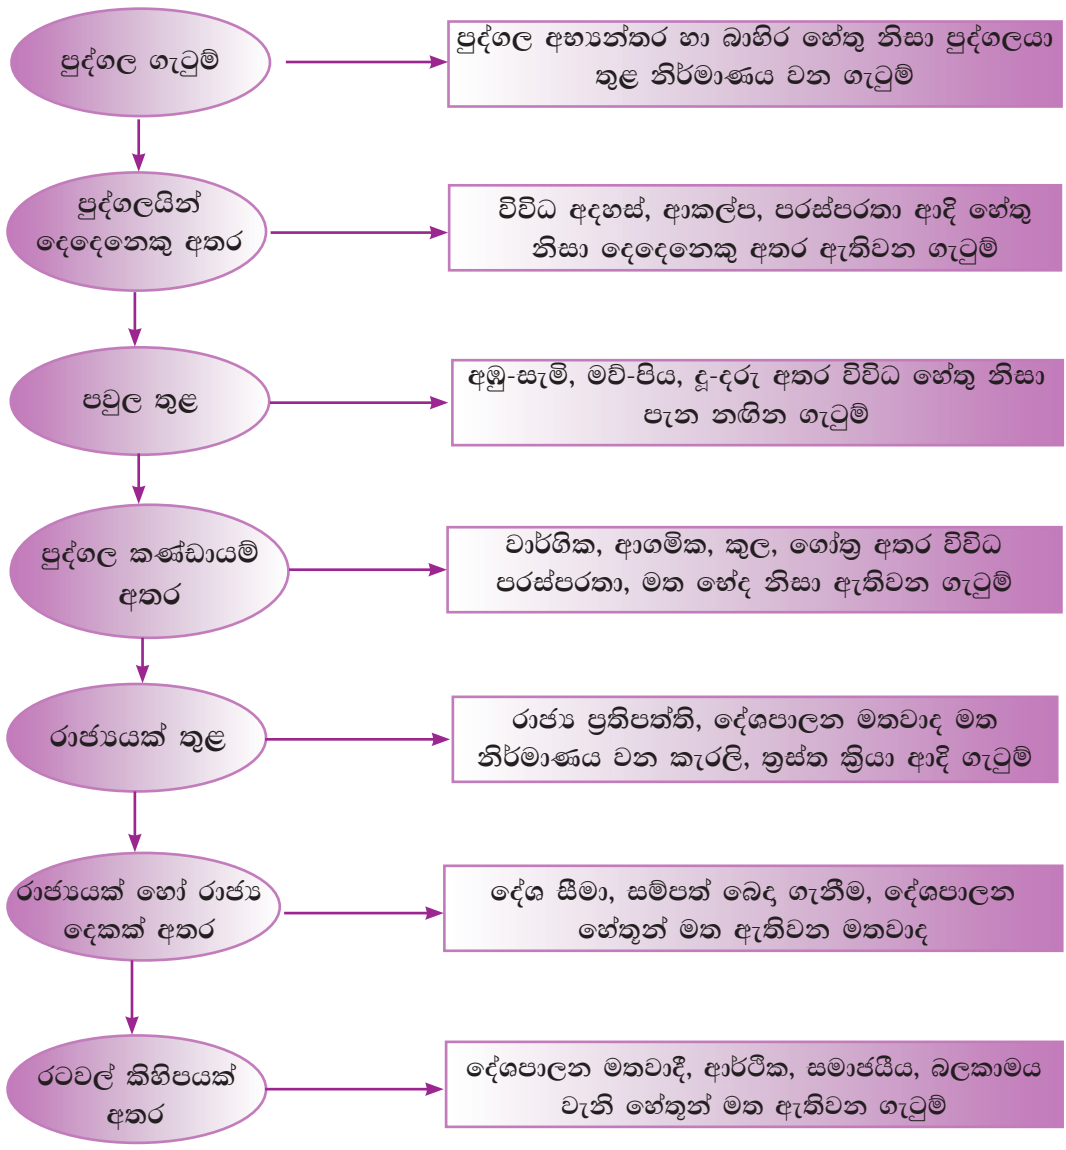 පුද්ගල ගැටුම්
පුද්ගල අභ්‍යන්තර හා බාහිර හේතු නිසා පුද්ගලයා
තුළ නිර්මාණය වන ගැටුම්
පුද්ගලයින්
දෙදෙනෙකු අතර
විවිධ අදහස්, ආකල්ප, පරස්පරතා ආදි හේතු
නිසා දෙදෙනෙකු අතර ඇතිවන ගැටුම්
පවුල තුළ
අඹු-සැමි, මව්-පිය, දූ-දරු අතර විවිධ හේතු නිසා
පැන නඟින ගැටුම්
පුද්ගල කණ්ඩායම්
අතර
වාර්ගික, ආගමික, කුල, ගෝත්‍ර අතර විවිධ
පරස්පරතා, මත භේද නිසා ඇතිවන ගැටුම්
රාජ්‍යයක් තුළ
රාජ්‍ය ප්‍රතිපත්ති, දේශපාලන මතවාද මත
නිර්මාණය වන කැරලි, ත්‍රස්ත ක්‍රියා ආදි ගැටුම්
රාජ්‍යයක් හෝ රාජ්‍ය
දෙකක් අතර
දේශ සීමා, සම්පත් බෙදා ගැනීම, දේශපාලන
හේතූන් මත ඇතිවන මතවාද
රටවල් කිහිපයක්
අතර
දේශපාලන මතවාදී, ආර්ථික, සමාජයීය, බලකාමය
වැනි හේතූන් මත ඇතිවන ගැටුම්